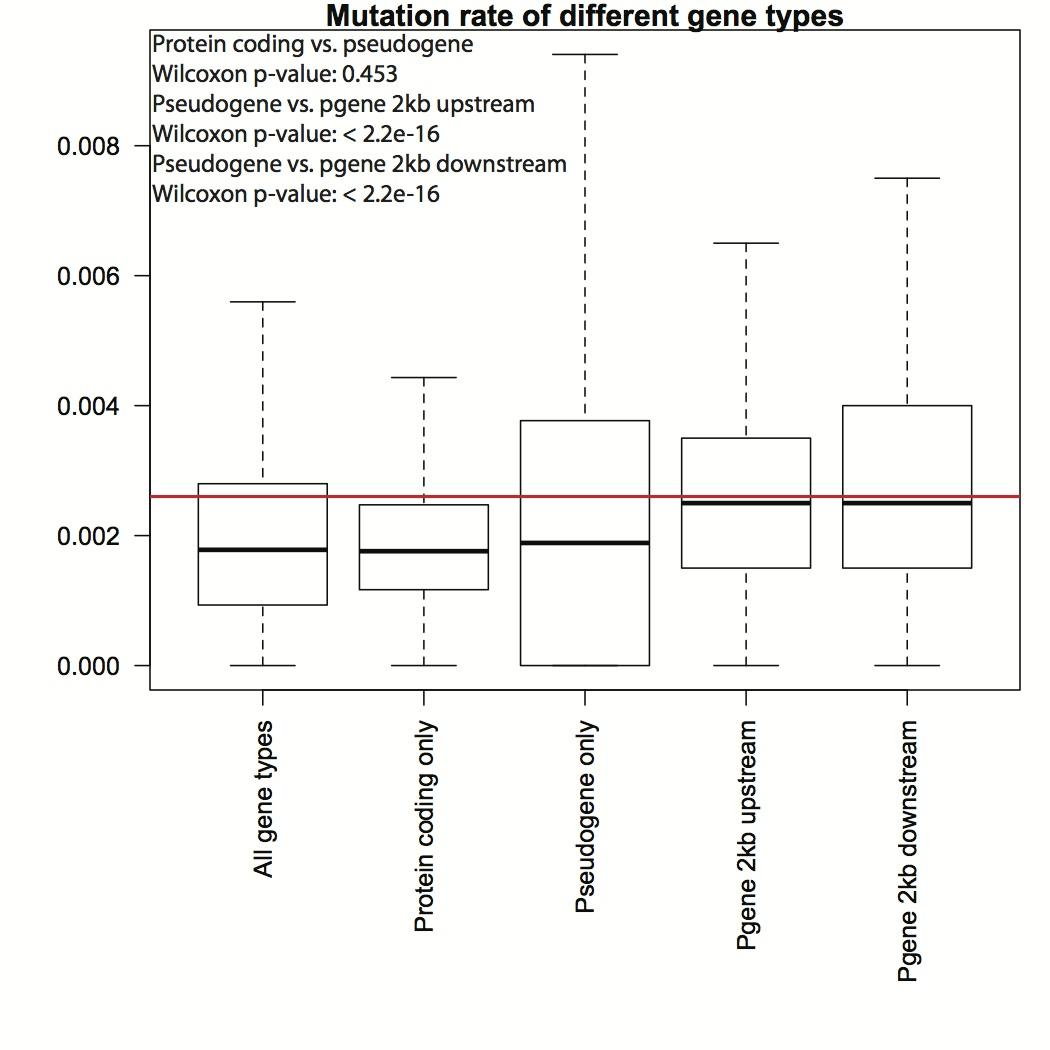 Mutation rate of different gene types
Protein coding vs. pseudogene
Wilcoxon p-value: 0.453
Pseudogene vs. pgene 2kb upstream
Wilcoxon p-value: < 2.2e-16
Pseudogene vs. pgene 2kb downstream
Wilcoxon p-value: < 2.2e-16
0.008
0.006
0.004
0.002
0.000
All gene types
Protein coding only
Pseudogene only
Pgene 2kb upstream
Pgene 2kb downstream